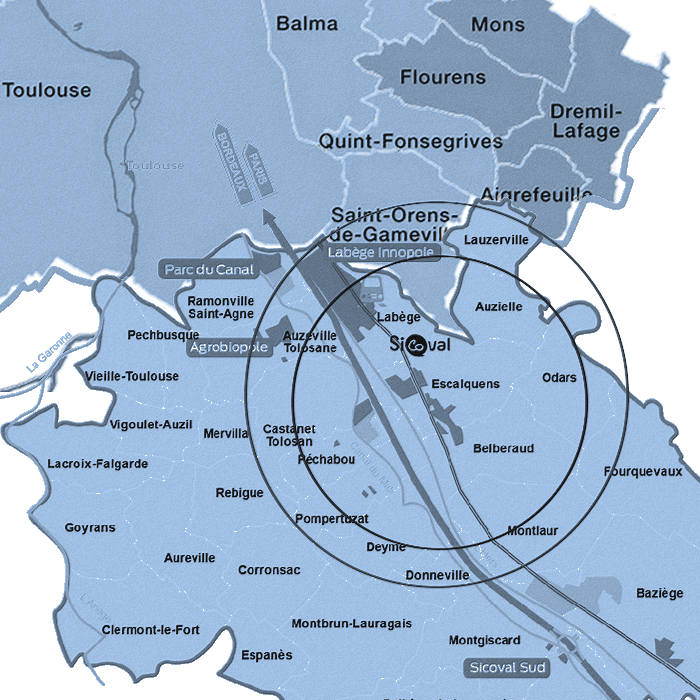 Balma
Mons
Toulouse
Flourens
Dremil-
Lafage
Quint-Fonsegrives
Toulouse
BORDEAUX
PARIS
Aigrefeuille
Saint-Orens-
de-Gamevill
Lauzerville
Labège Innopole
Parc du Canal
Ramonville
Saint-Agne
Auzielle
Labège
Pechbusque
Agrobiopole
Auzeville
Tolosane
Sicoval
La Garonne
Vieille-Toulouse
Escalquens
Odars
Vigoulet-Auzil
Mervilla
Castanet
Tolosan
Belberaud
Péchabou
Lacroix-Falgarde
Fourquevaux
Rebigue
Pompertuzat
Goyrans
Montlaur
Deyme
Aureville
Corronsac
Donneville
Baziège
Montbrun-Lauragais
Clermont-le-Fort
Montgiscard
Espanès
Sicoval Sud